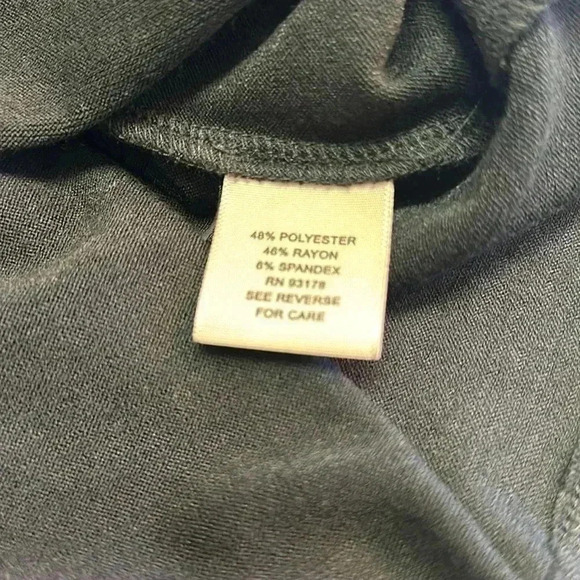 48% POLYESTER
46% RAYON
6% SPANDEX
RN 93178
SEE REVERSE
FOR CARE